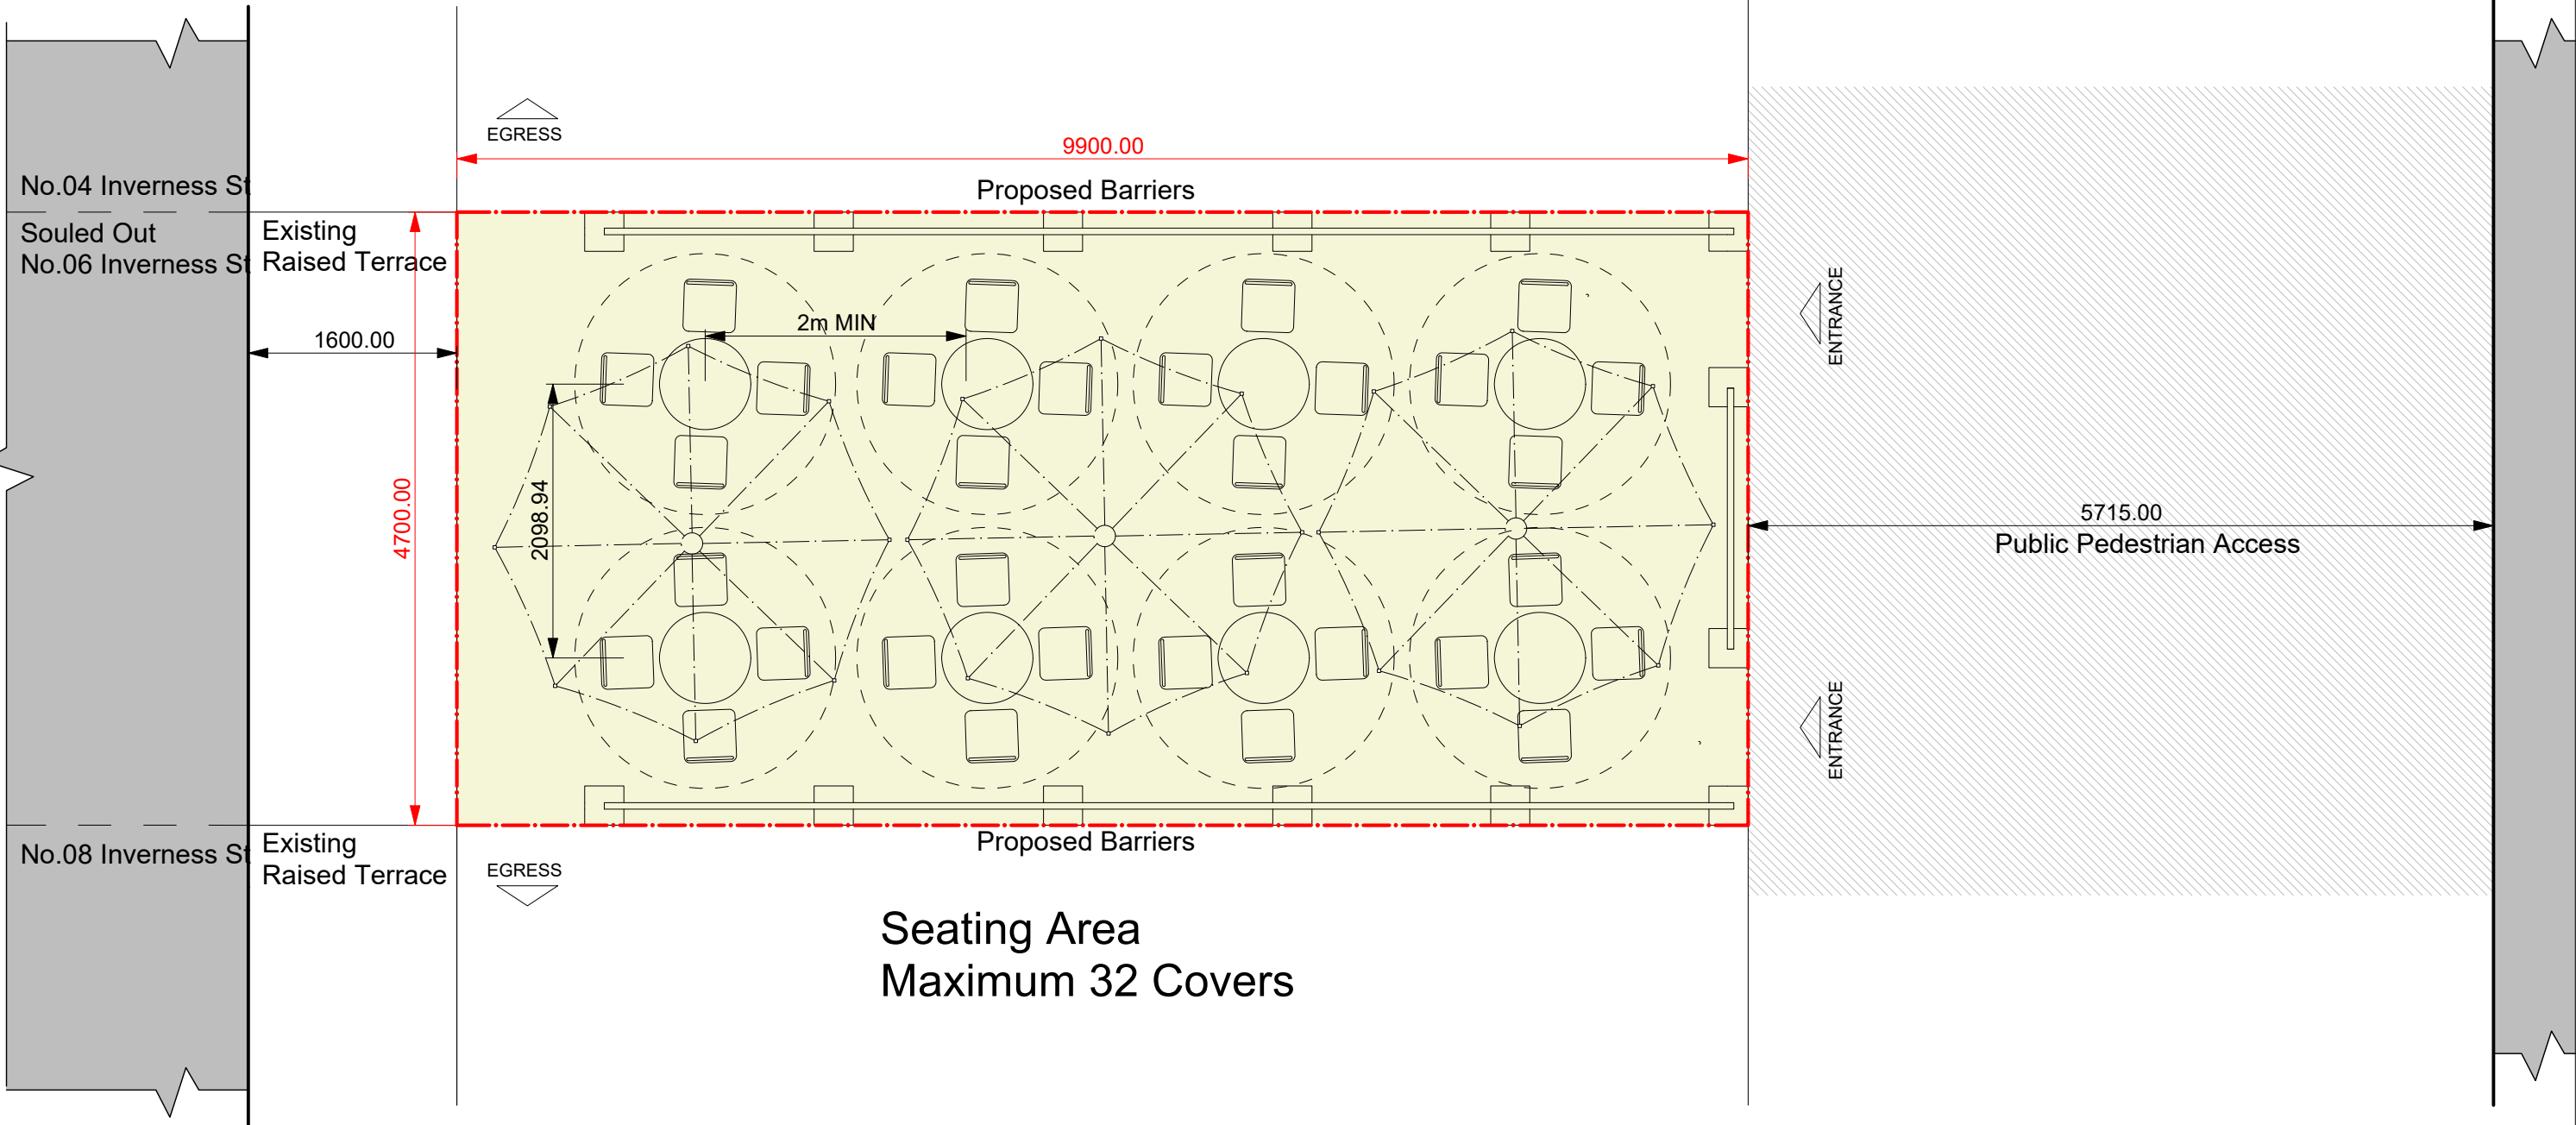 EGRESS
9900.00
Proposed Barriers
No.04 Inverness St
Souled Out
No.06 Inverness St
Existing
Raised Terrace
1600.00
2m MIN
ENTRANCE
4700.00
2098.94
5715.00
Public Pedestrian Access
ENTRANCE
No.08 Inverness St
Existing
Raised Terrace
Proposed Barriers
EGRESS
Seating Area
Maximum 32 Covers